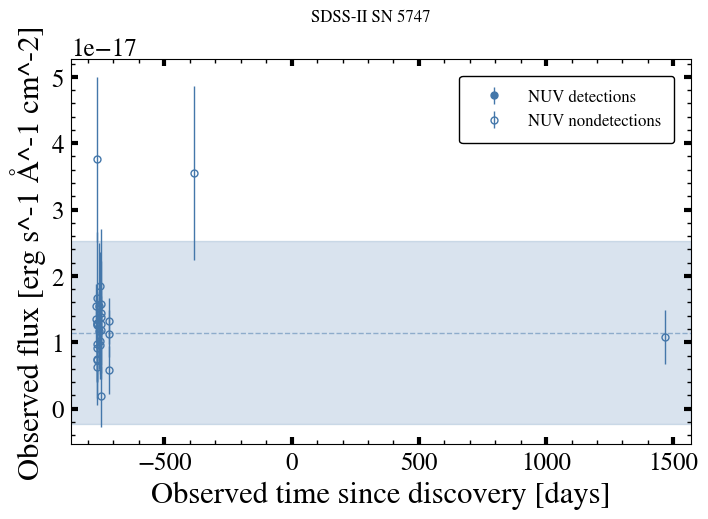 SDSS-II SN 5747
1e−17
NUV detections
NUV nondetections
Observed flux [erg s^-1 Å^-1 cm^-2]
5
4
3
2
1
0
−500
0
500
1000
1500
Observed time since discovery [days]